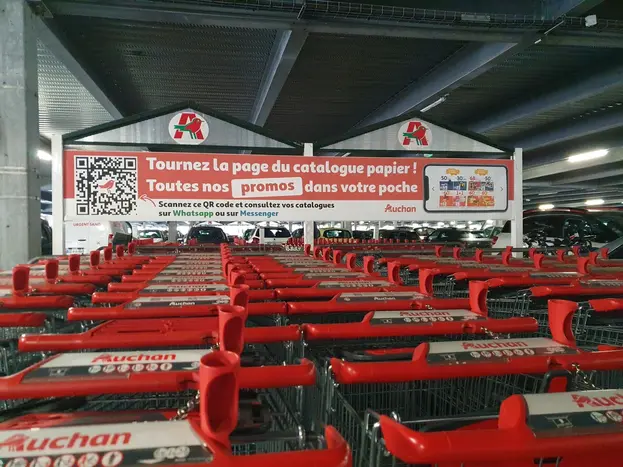 Tournez la page du catalogue papier !
Toutes nos promos dans votre poche
Scannez ce QR code et consultez vos catalogues
sur Whatsapp ou sur Messenger
Auchan
Auchan
Auchan
Auchan